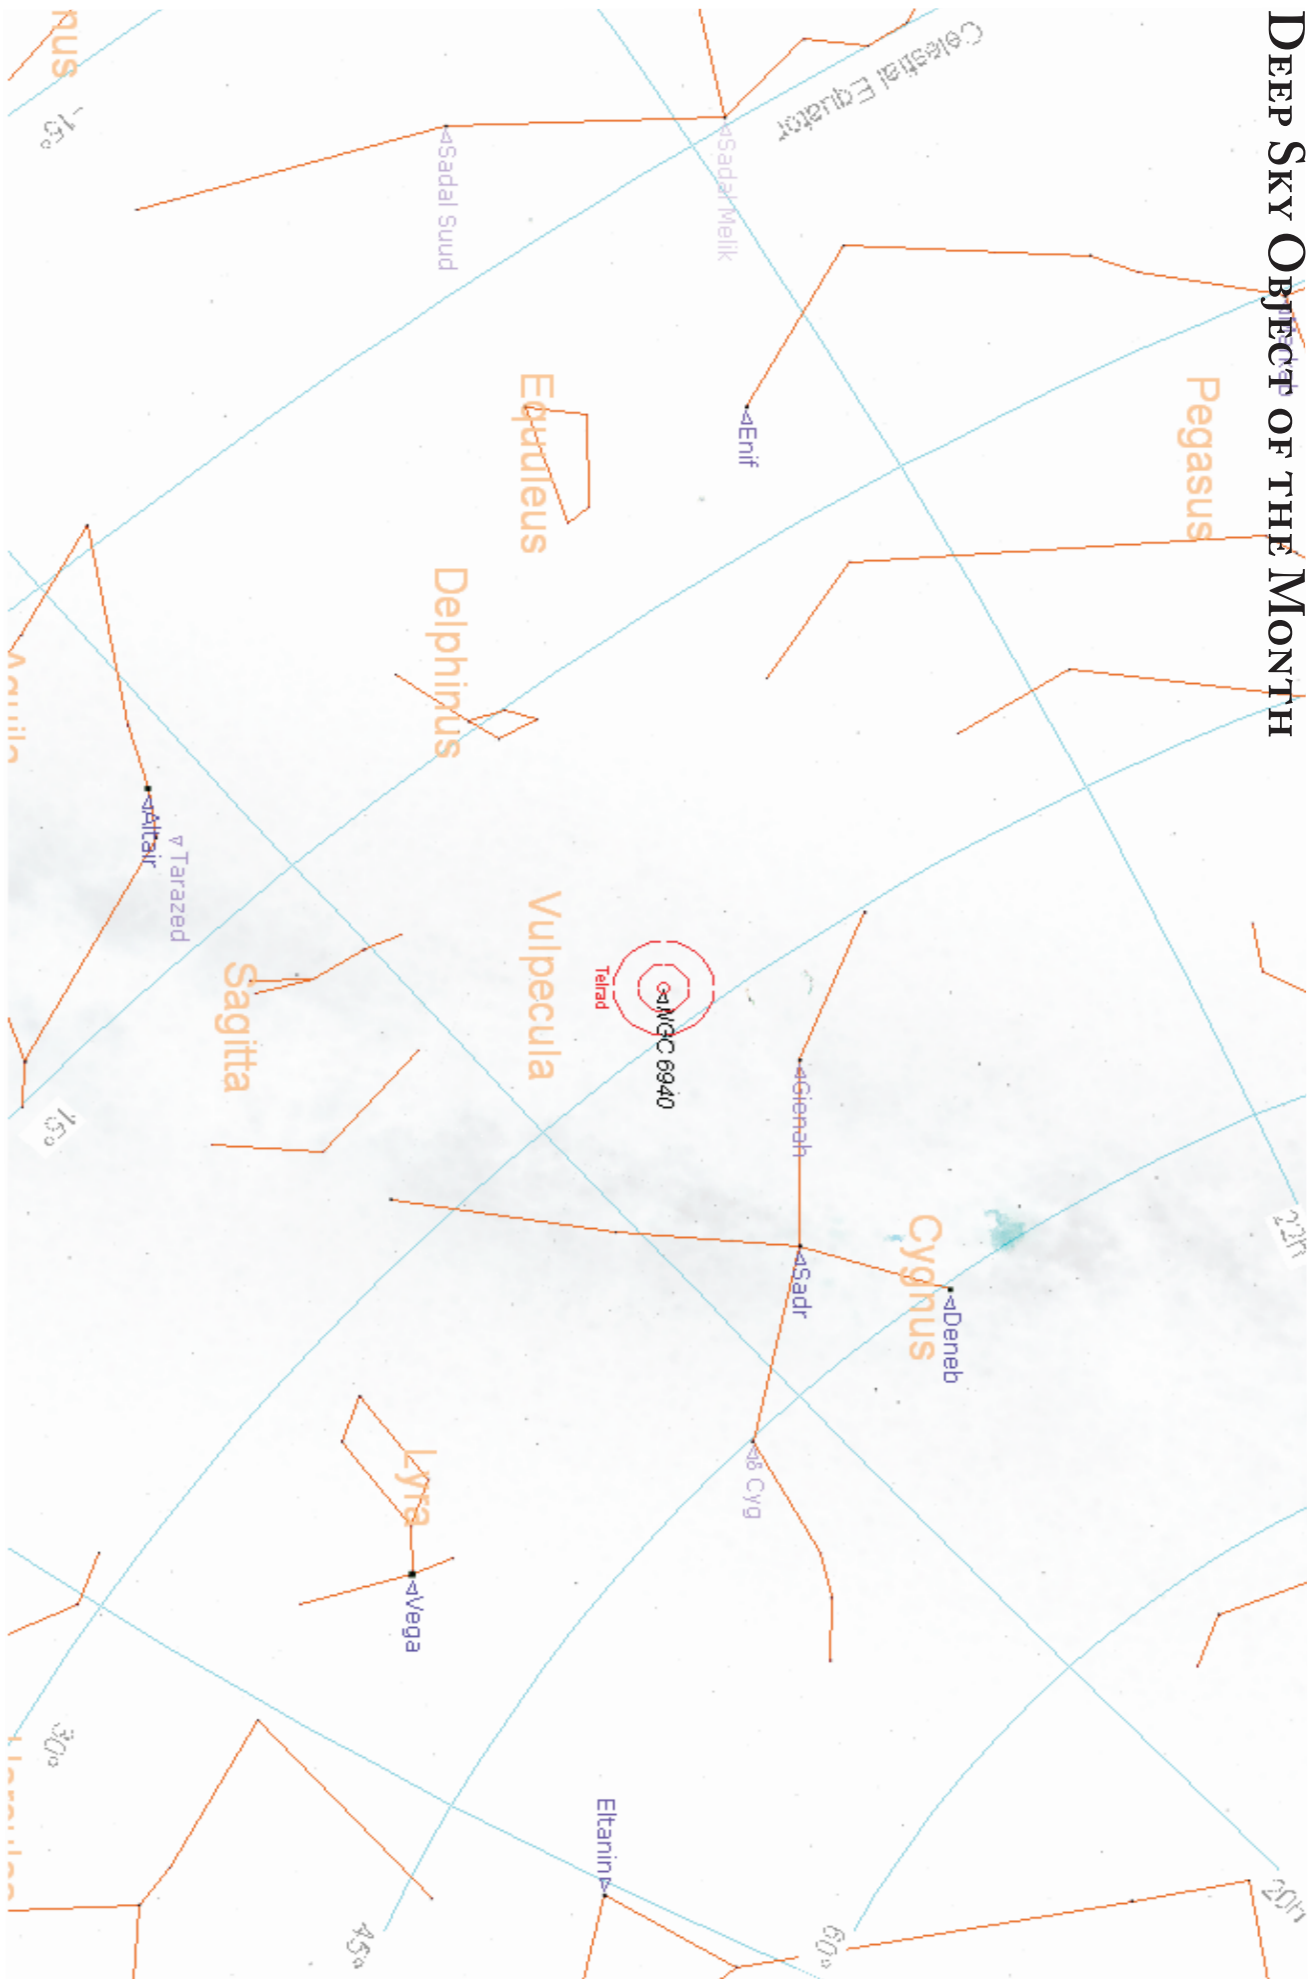 DEEP SKY OBJECT OF THE MONTH
Celestial Equator
-15°
Sadal Melik
Sadal Suud
Markab
Pegasus
Enif
Equuleus
Delphinus
Altair
Tarazed
Sagitta
Vulpecula
Telrad
NGC 6940
Gienah
15°
22h
Cygnus
Sadr
Deneb
δ Cyg
Lyra
Vega
30°
Eltanin
45°
60°
20h